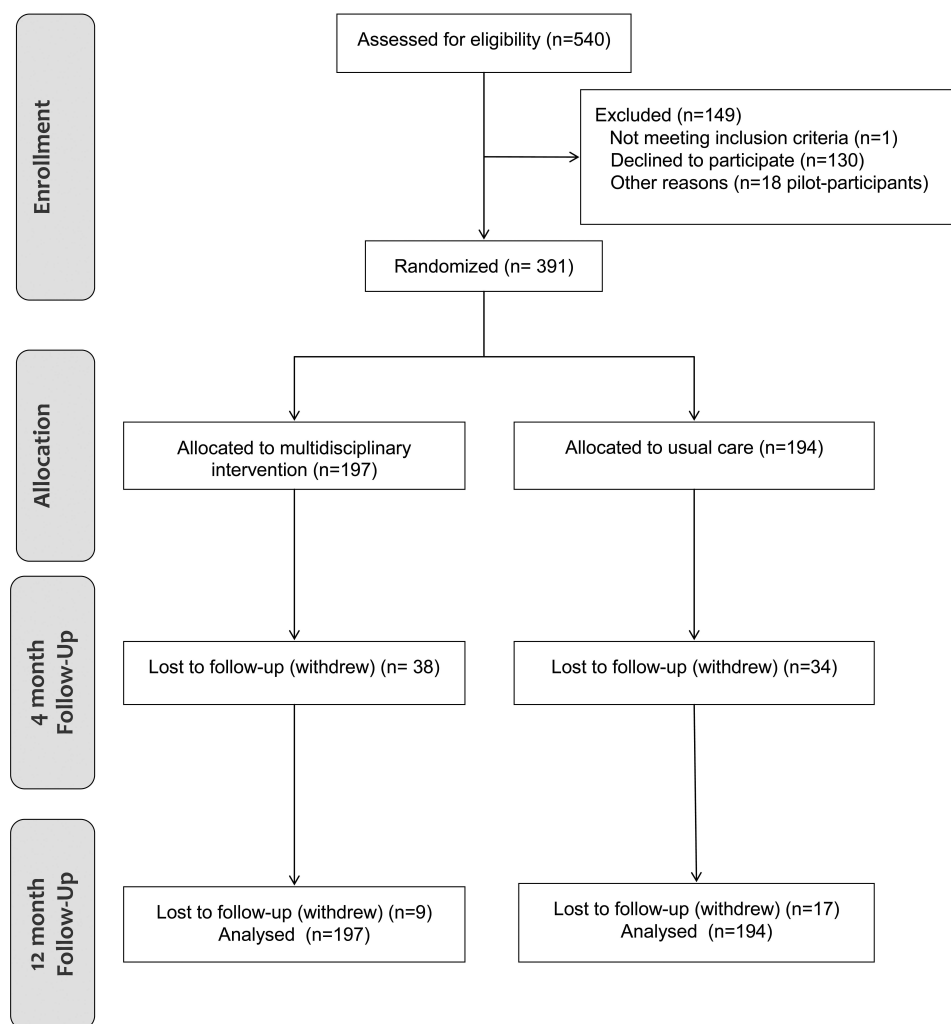 Enrollment
Assessed for eligibility (n=540)
Excluded (n=149)
Not meeting inclusion criteria (n=1)
Declined to participate (n=130)
Other reasons (n=18 pilot-participants)
Randomized (n= 391)
Allocation
Allocated to multidisciplinary
intervention (n=197)
Allocated to usual care (n=194)
4 month
Follow-Up
Lost to follow-up (withdrew) (n= 38)
Lost to follow-up (withdrew) (n=34)
12 month
Follow-Up
Lost to follow-up (withdrew) (n=9)
Analysed (n=197)
Lost to follow-up (withdrew) (n=17)
Analysed (n=194)